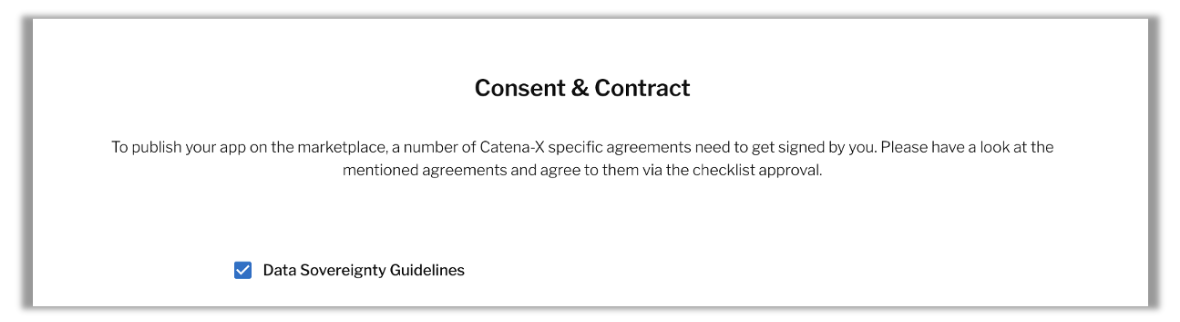 Consent & Contract
To publish your app on the marketplace, a number of Catena-X specific agreements need to get signed by you. Please have a look at the
mentioned agreements and agree to them via the checklist approval.
Data Sovereignty Guidelines